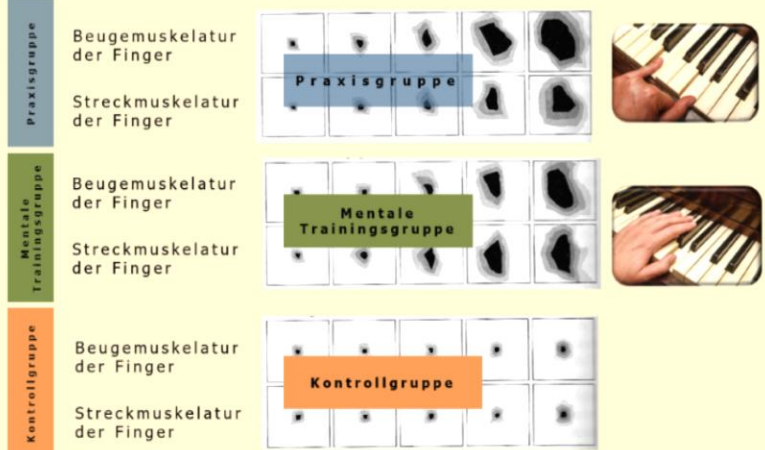 Praxisgruppe
Beugemuskelatur
der Finger
Praxisgruppe
Streckmuskelatur
der Finger
Mentale
Trainingsgruppe
Beugemuskelatur
der Finger
Mentale
Trainingsgruppe
Streckmuskelatur
der Finger
Kontrollgruppe
Beugemuskelatur
der Finger
Kontrollgruppe
Streckmuskelatur
der Finger